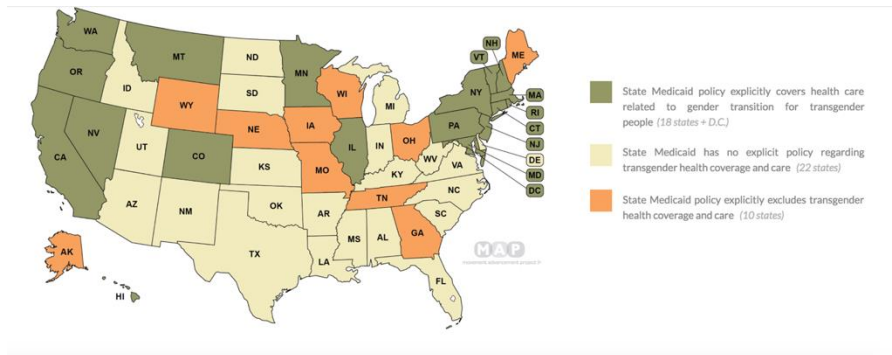 WA
OR
CA
NV
ID
MT
WY
UT
AZ
CO
NM
ND
SD
NE
KS
OK
TX
MN
IA
MO
AR
LA
WI
IL
MI
IN
OH
KY
TN
MS
AL
GA
FL
SC
NC
VA
WV
PA
NY
VT
NH
ME
MA
RI
CT
NJ
DE
MD
DC
AK
HI
MAP
State Medicaid policy explicitly covers health care
related to gender transition for transgender
people (18 states + D.C.)
State Medicaid has no explicit policy regarding
transgender health coverage and care (22 states)
State Medicaid policy explicitly excludes transgender
health coverage and care (10 states)